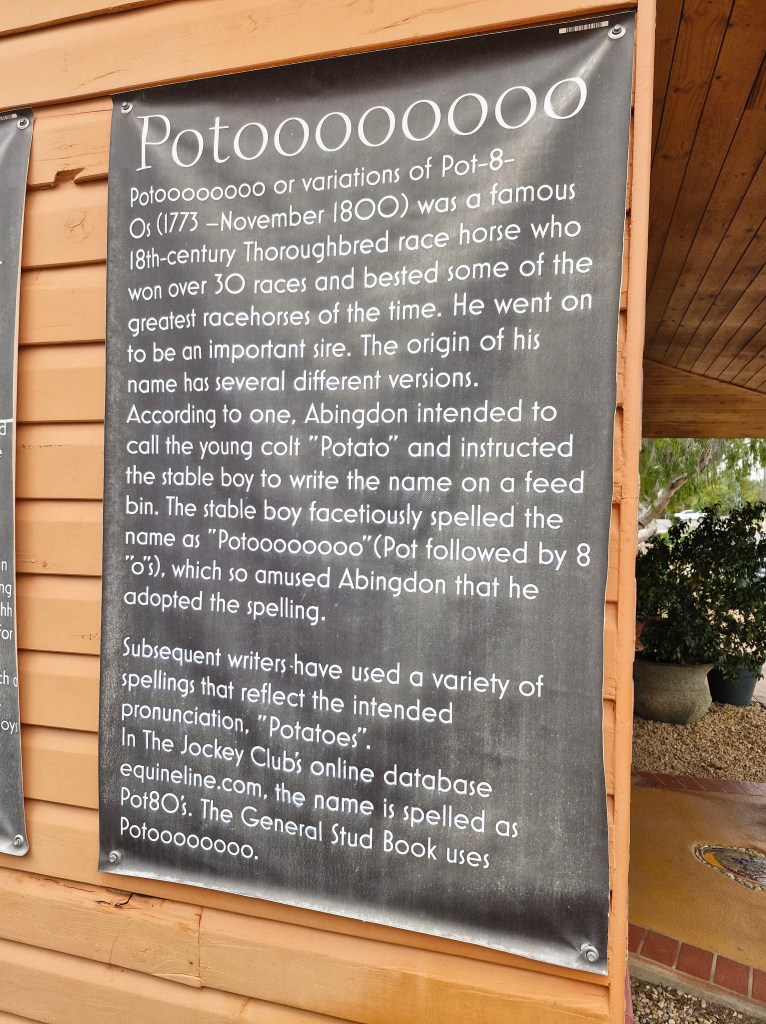 Potoooooooo
Potoooooooo or variations of Pot-8-
Os (1773 –November 1800) was a famous
18th-century Thoroughbred race horse who
won over 30 races and bested some of the
greatest racehorses of the time. He went on
to be an important sire. The origin of his
name has several different versions.
According to one, Abingdon intended to
call the young colt "Potato" and instructed
the stable boy to write the name on a feed
bin. The stable boy facetiously spelled the
name as "Potoooooooo"(Pot followed by 8
"o"s), which so amused Abingdon that he
adopted the spelling.
Subsequent writers have used a variety of
spellings that reflect the intended
pronunciation, "Potatoes".
In The Jockey Club's online database
equineline.com, the name is spelled as
Pot8O's. The General Stud Book uses
Potoooooooo.